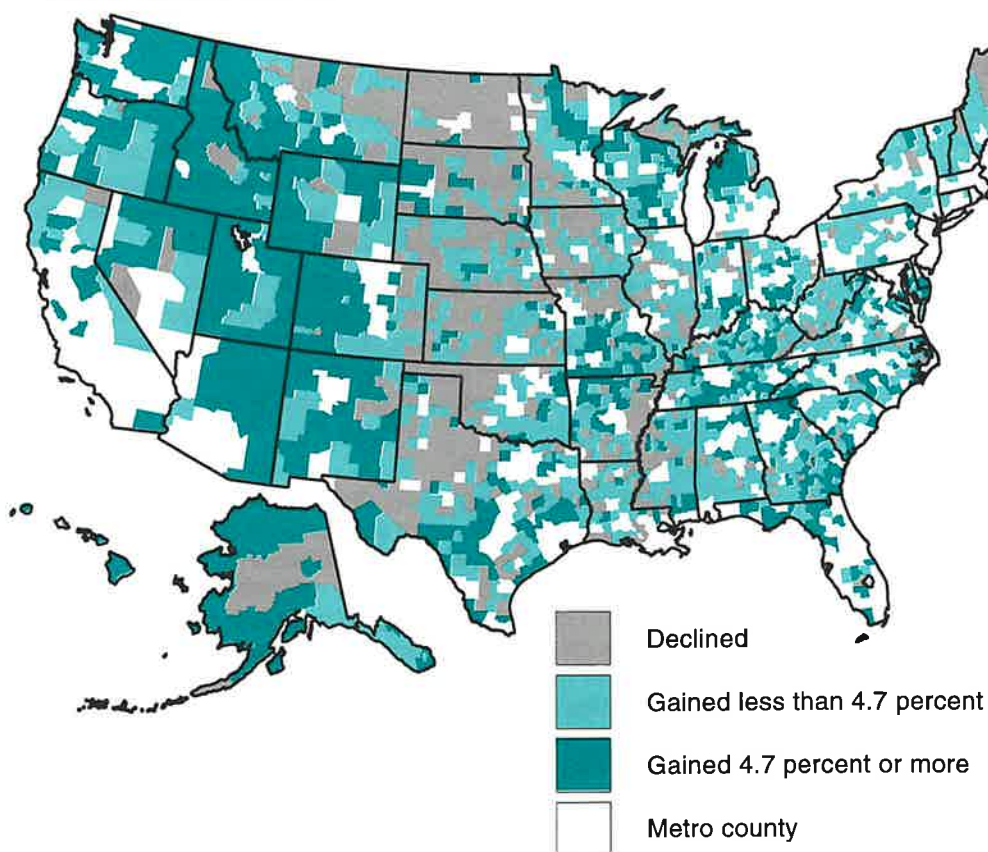 Declined
Gained less than 4.7 percent
Gained 4.7 percent or more
Metro county